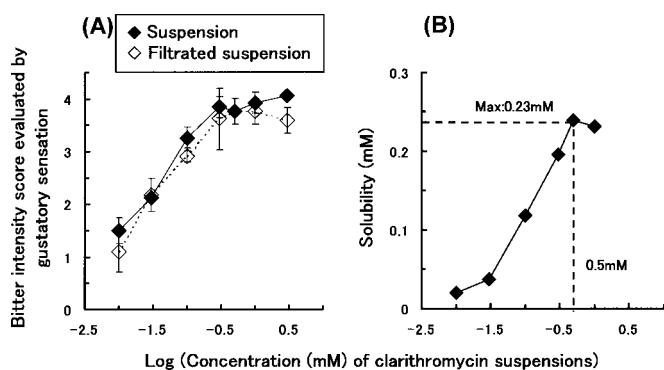 (A)
Suspension
Filtrated suspension
(B)
Bitter intensity score evaluated by
gustatory sensation
4
3
2
1
0
-2.5
-1.5
-0.5
0.5
Solubility (mM)
0.3
0.2
0.1
0
Max:0.23mM
0.5mM
-2.5
-1.5
-0.5
0.5
Log (Concentration (mM) of clarithromycin suspensions)